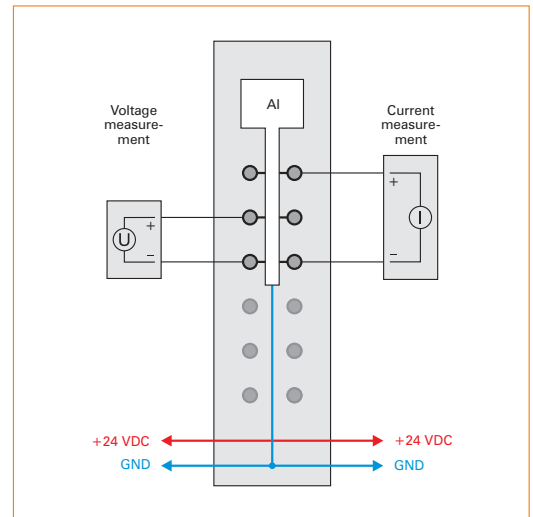 AI
Voltage
measure-
ment
Current
measure-
ment
+
I
−
U
+
−
+24 VDC
+24 VDC
GND
GND